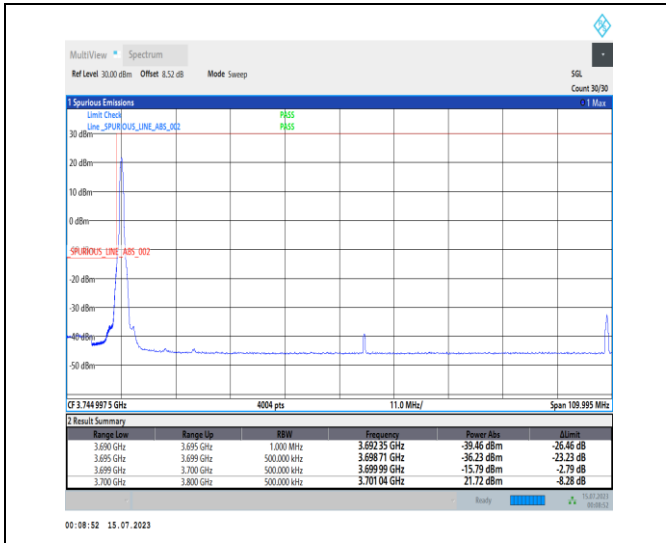 MultiView Spectrum
Ref Level 30.00 dBm Offset 8.52 dB Mode Sweep SGL
Count 30/30
1 Spurious Emissions 1 Max
Limit Check PASS
Line _SPURIOUS_LINE_ABS_002 PASS
30 dBm
20 dBm
10 dBm
0 dBm
_SPURIOUS_LINE_ABS_002
-20 dBm
-30 dBm
-40 dBm
-50 dBm
CF 3.744 997 5 GHz 4004 pts 11.0 MHz/ Span 109.995 MHz
2 Result Summary
Range Low Range Up RBW Frequency Power Abs ΔLimit
3.690 GHz 3.695 GHz 1.000 MHz 3.692 35 GHz -39.46 dBm -26.46 dB
3.695 GHz 3.699 GHz 500.000 kHz 3.698 71 GHz -36.23 dBm -23.23 dB
3.699 GHz 3.700 GHz 500.000 kHz 3.699 99 GHz -15.79 dBm -2.79 dB
3.700 GHz 3.800 GHz 500.000 kHz 3.701 04 GHz 21.72 dBm -8.28 dB
Ready 15.07.2023
00:08:52
00:08:52 15.07.2023